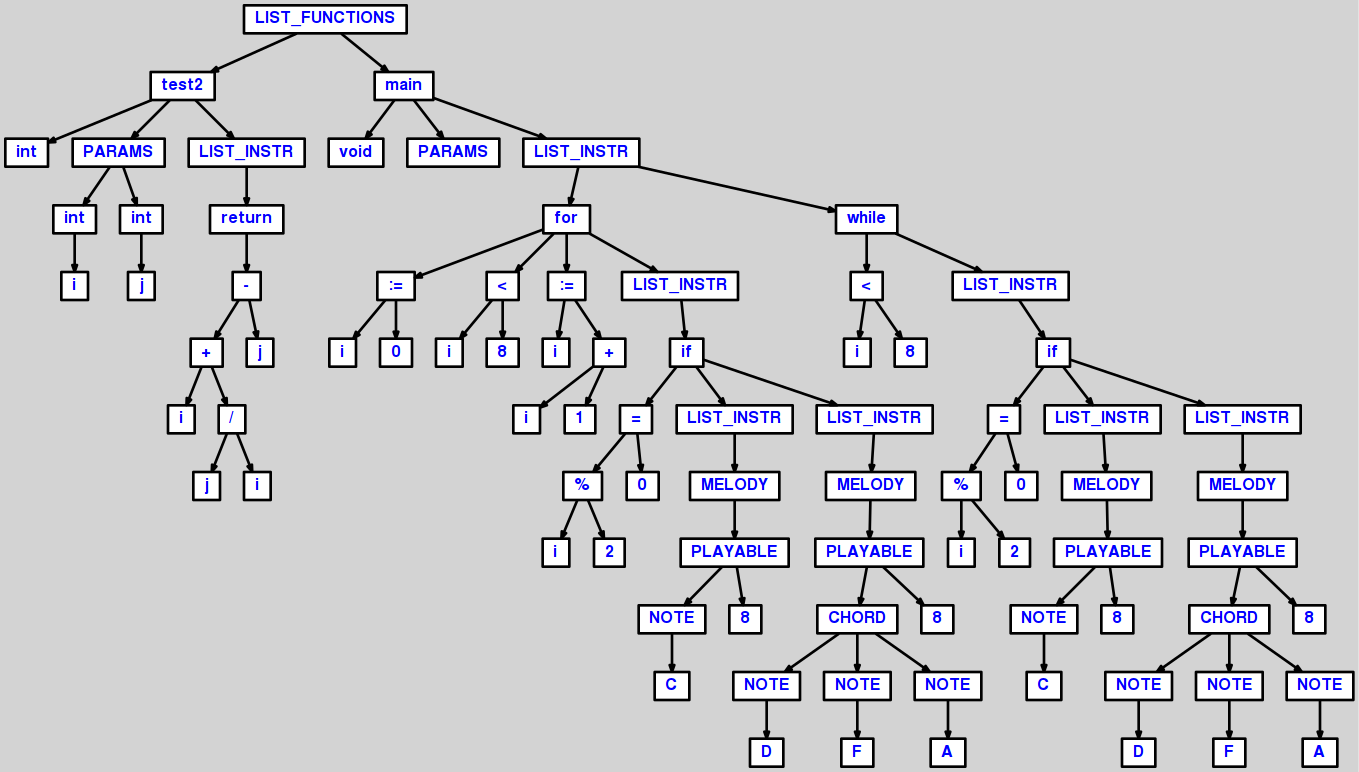 LIST_FUNCTIONS
test2 main
int PARAMS LIST_INSTR void PARAMS LIST_INSTR
int int return for while
i j - := < := LIST_INSTR < LIST_INSTR
+ j i 0 i 8 i + if i 8 if
i / i 1 = LIST_INSTR LIST_INSTR = LIST_INSTR LIST_INSTR
j i % 0 MELODY MELODY % 0 MELODY MELODY
i 2 PLAYABLE PLAYABLE i 2 PLAYABLE PLAYABLE
NOTE 8 CHORD 8 NOTE 8 CHORD 8
C NOTE NOTE NOTE C NOTE NOTE NOTE
D F A D F A